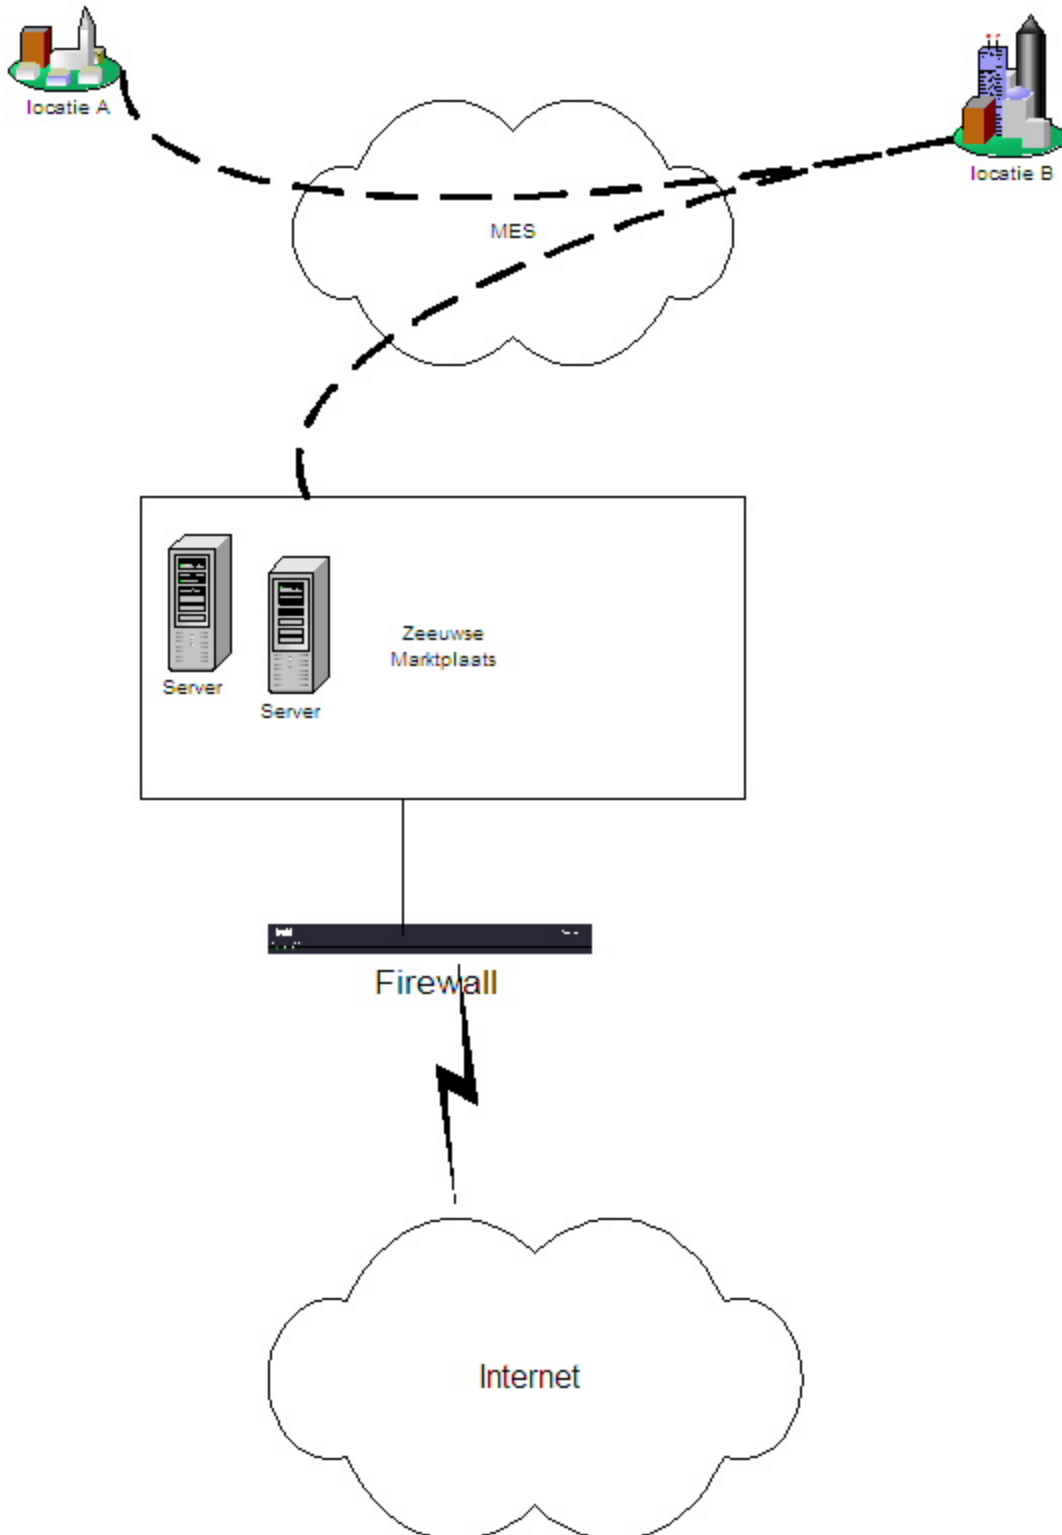 locatie A
locatie B
MES
Zeeuwse
Marktplaats
Server
Server
Firewall
Internet